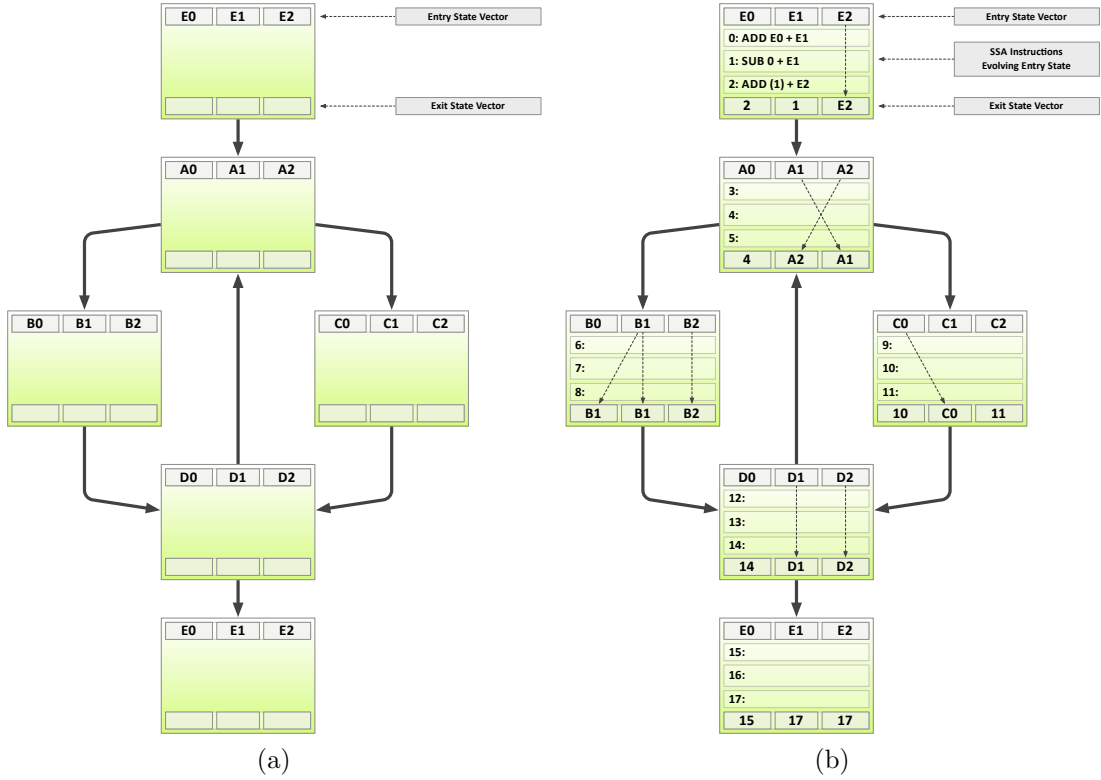 E0 E1 E2
Entry State Vector
Exit State Vector
A0 A1 A2
B0 B1 B2
C0 C1 C2
D0 D1 D2
E0 E1 E2
(a)
E0 E1 E2
Entry State Vector
0: ADD E0 + E1
1: SUB 0 + E1
SSA Instructions
Evolving Entry State
2: ADD (1) + E2
2 1 E2
Exit State Vector
A0 A1 A2
3:
4:
5:
4 A2 A1
B0 B1 B2
6:
7:
8:
B1 B1 B2
C0 C1 C2
9:
10:
11:
10 C0 11
D0 D1 D2
12:
13:
14:
14 D1 D2
E0 E1 E2
15:
16:
17:
15 17 17
(b)